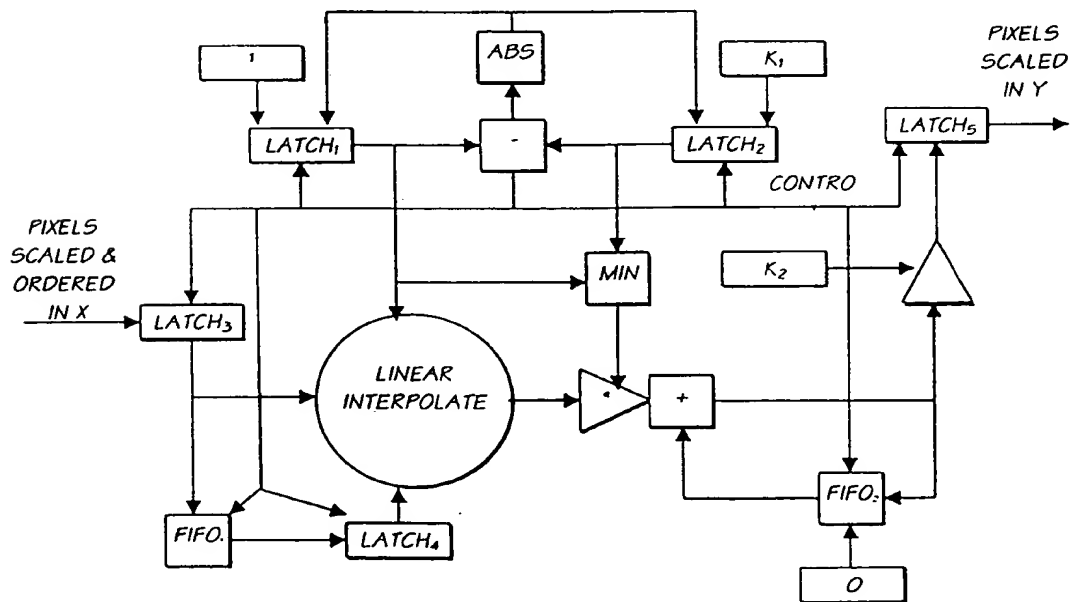 1
ABS
K₁
PIXELS
SCALED
IN Y
LATCH₁
-
LATCH₂
LATCH₅
CONTRO
PIXELS
SCALED &
ORDERED
IN X
MIN
K₂
LATCH₃
LINEAR
INTERPOLATE
*
+
FIFO
FIFO₂
LATCH₄
0